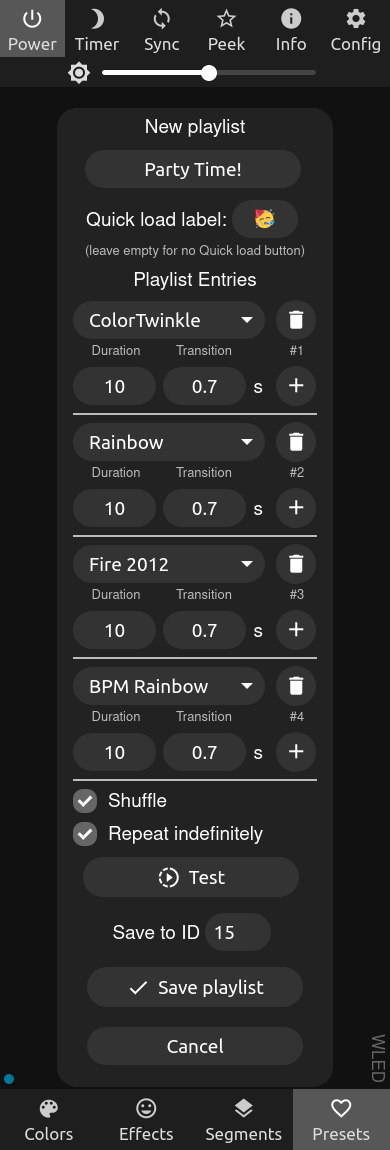 Power Timer Sync Peek Info Config
New playlist
Party Time!
Quick load label: 🥳
(leave empty for no Quick load button)
Playlist Entries
ColorTwinkle
Duration Transition #1
10 0.7 s +
Rainbow
Duration Transition #2
10 0.7 s +
Fire 2012
Duration Transition #3
10 0.7 s +
BPM Rainbow
Duration Transition #4
10 0.7 s +
Shuffle
Repeat indefinitely
Test
Save to ID 15
Save playlist
Cancel
WLED
Colors Effects Segments Presets